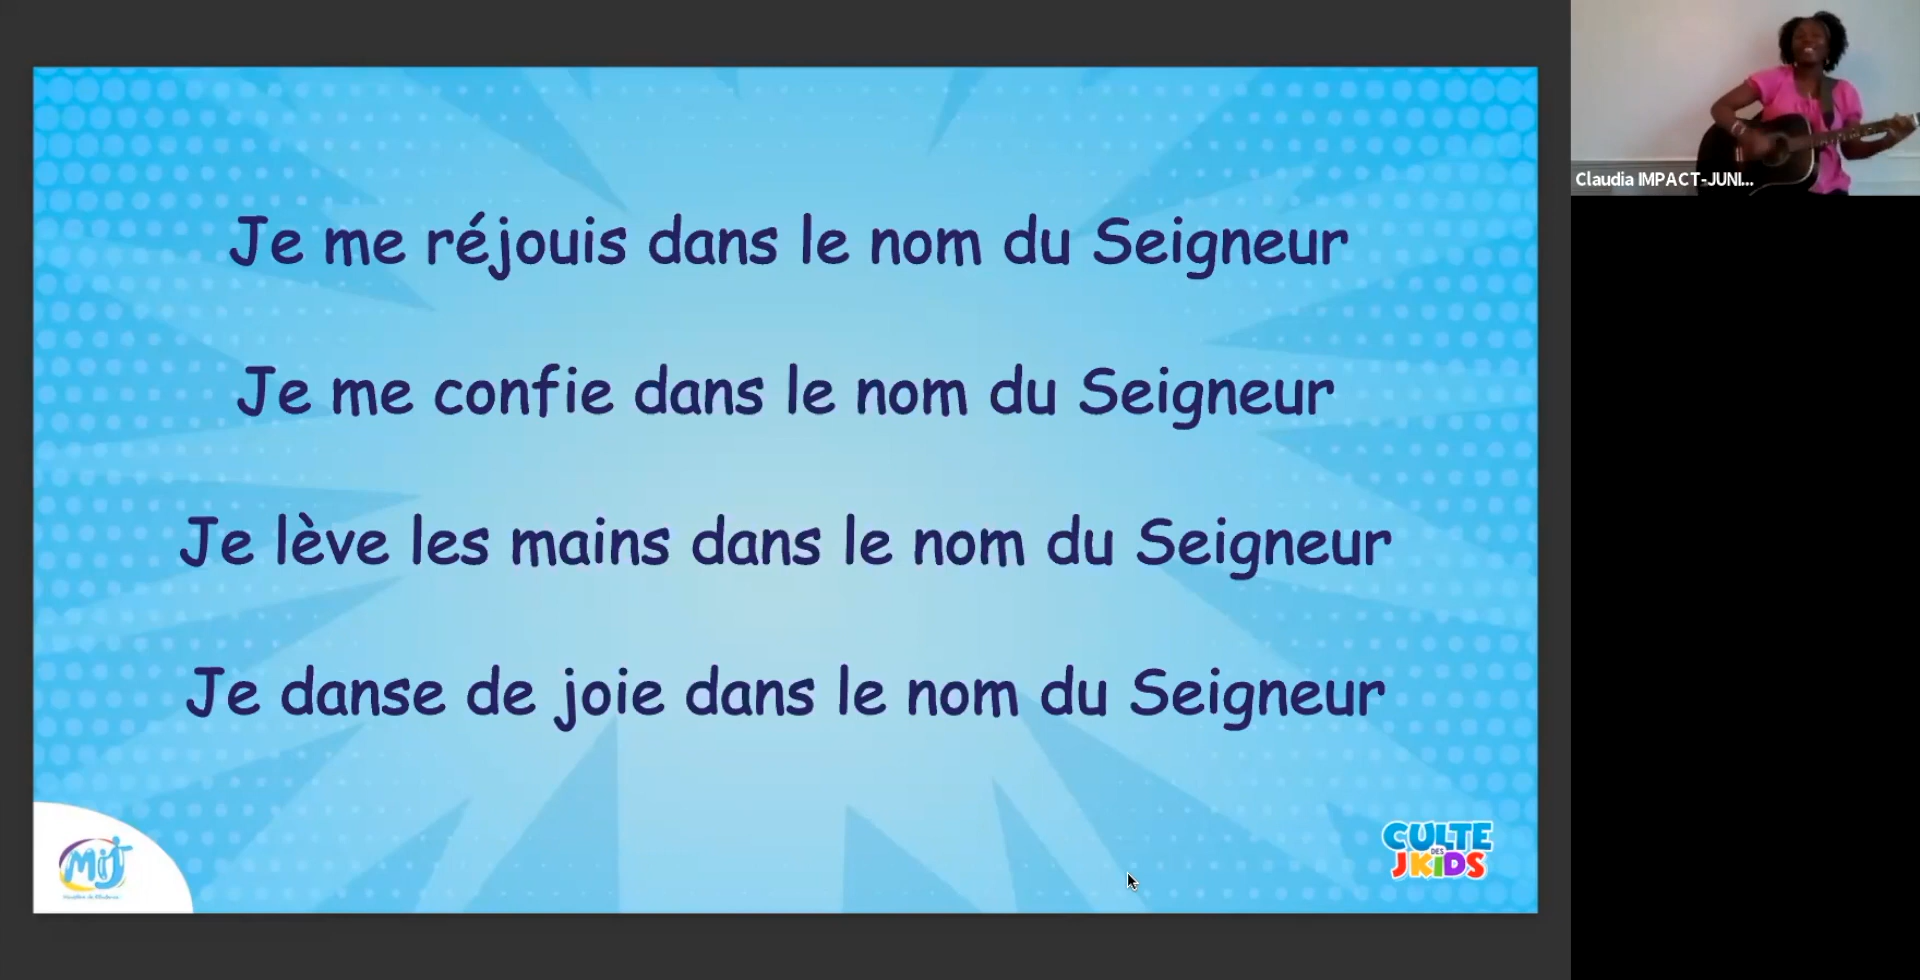 Je me réjouis dans le nom du Seigneur
Je me confie dans le nom du Seigneur
Je lève les mains dans le nom du Seigneur
Je danse de joie dans le nom du Seigneur
MIJ
CULTE
DES
JKIDS
Claudia IMPACT-JUNI...